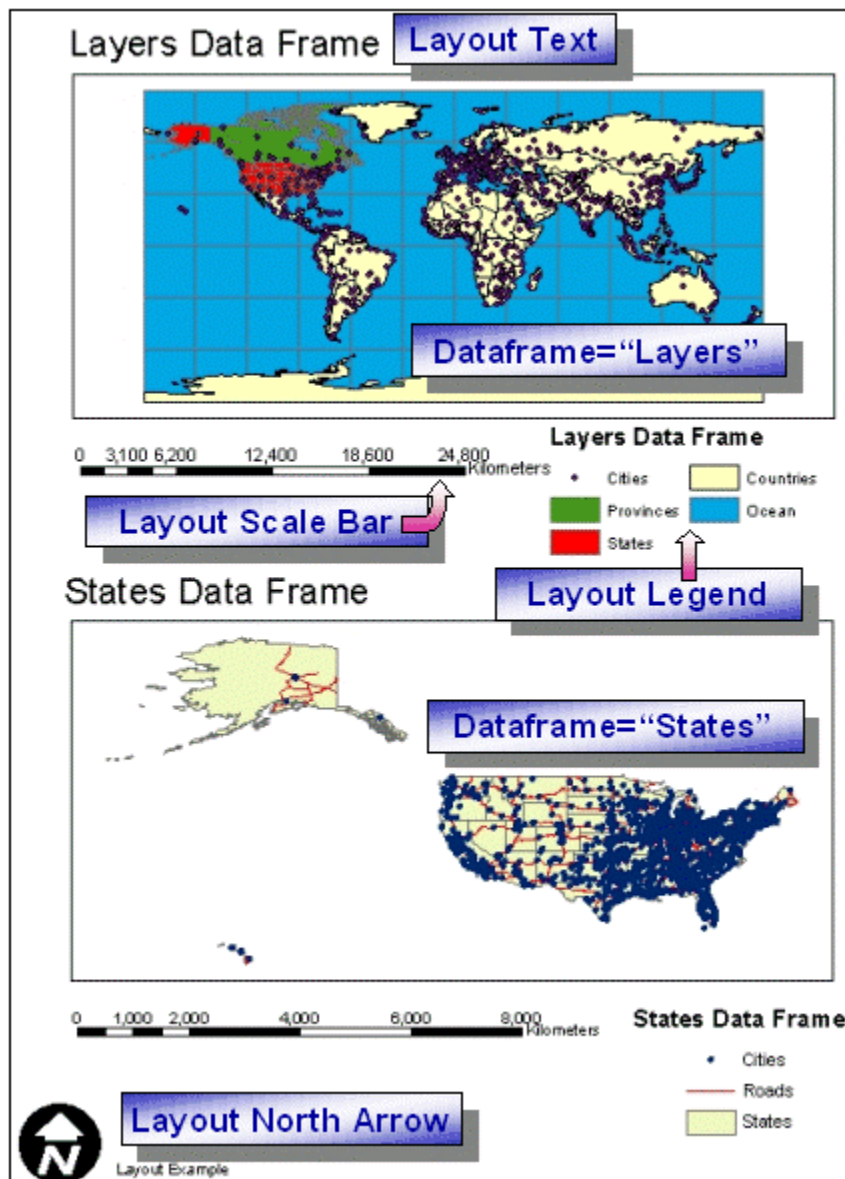 Layers Data Frame
Layout Text
Dataframe=“Layers”
0 3,100 6,200 12,400 18,600 24,800
Kilometers
Layout Scale Bar
Layers Data Frame
Cities
Countries
Provinces
Ocean
States
Layout Legend
States Data Frame
Dataframe=“States”
0 1,000 2,000 4,000 6,000 8,000
Kilometers
States Data Frame
Cities
Roads
States
Layout North Arrow
N
Layout Example